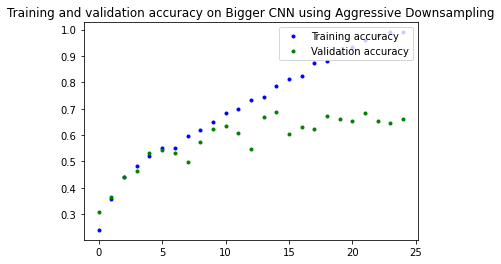 Training and validation accuracy on Bigger CNN using Aggressive Downsampling
Training accuracy
Validation accuracy
1.0
0.9
0.8
0.7
0.6
0.5
0.4
0.3
0 5 10 15 20 25